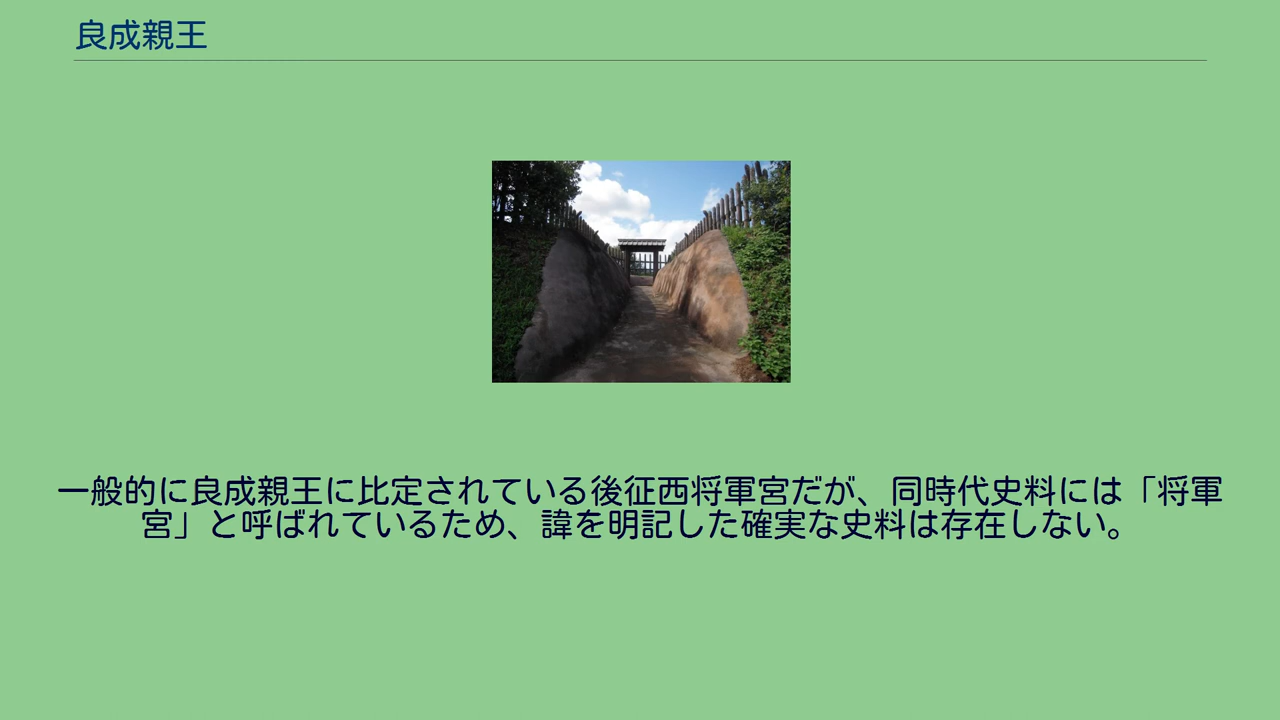 良成親王
一般的に良成親王に比定されている後征西将軍宮だが、同時代史料には「将軍
宮」と呼ばれているため、諱を明記した確実な史料は存在しない。